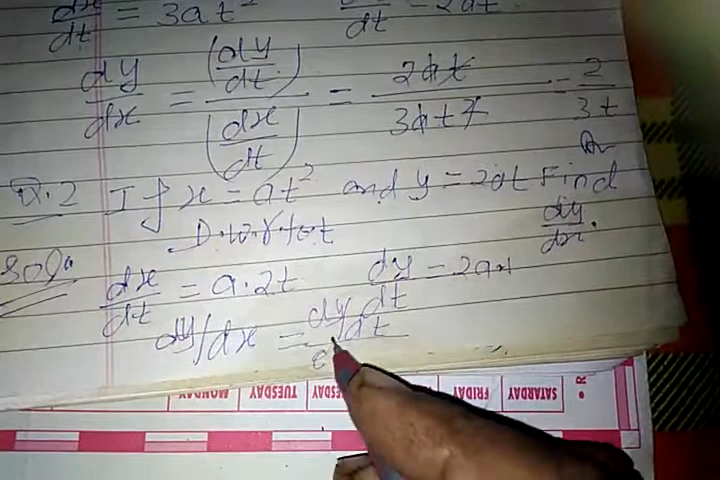 dx/dt = 3at² dy/dt = 2at
dy/dx = (dy/dt)/(dx/dt) = 2at/3at² = 2/3t
Q.2 If x = at² and y = 2at Find dy/dx.
D.w.r.to t
Solⁿ
dx/dt = a.2t dy/dt = 2a×1
dy/dx = dy/dt
MONDAY TUESDAY FRIDAY SATURDAY • R